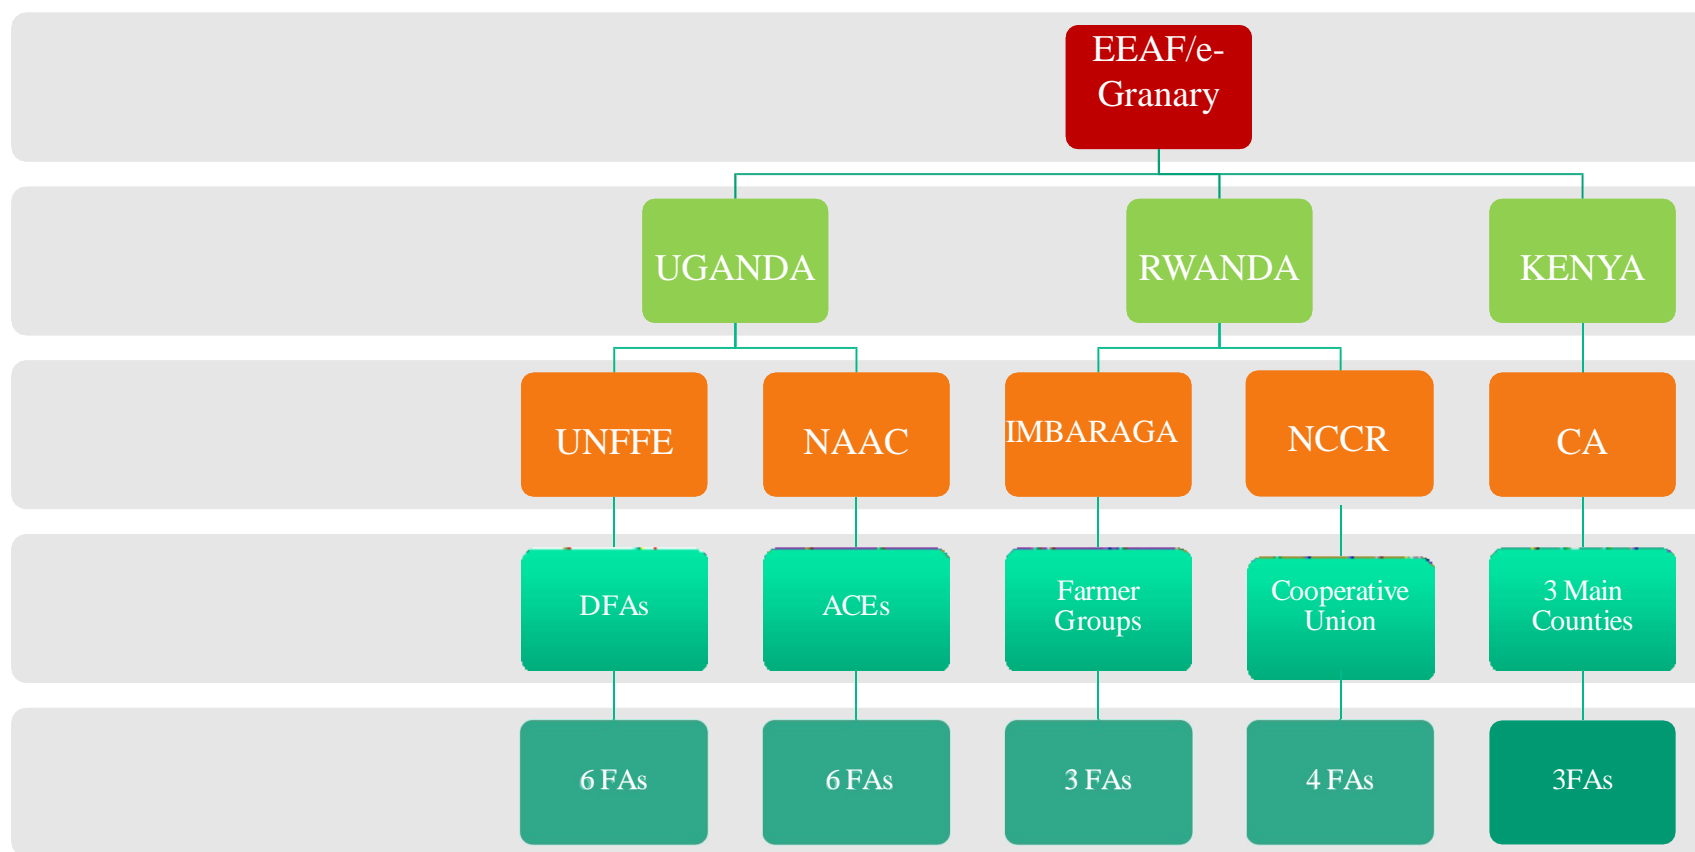 EEAF/e-
Granary
UGANDA
RWANDA
KENYA
UNFFE
NAAC
IMBARAGA
NCCR
CA
DFAs
ACEs
Farmer
Groups
Cooperative
Union
3 Main
Counties
6 FAs
6 FAs
3 FAs
4 FAs
3FAs